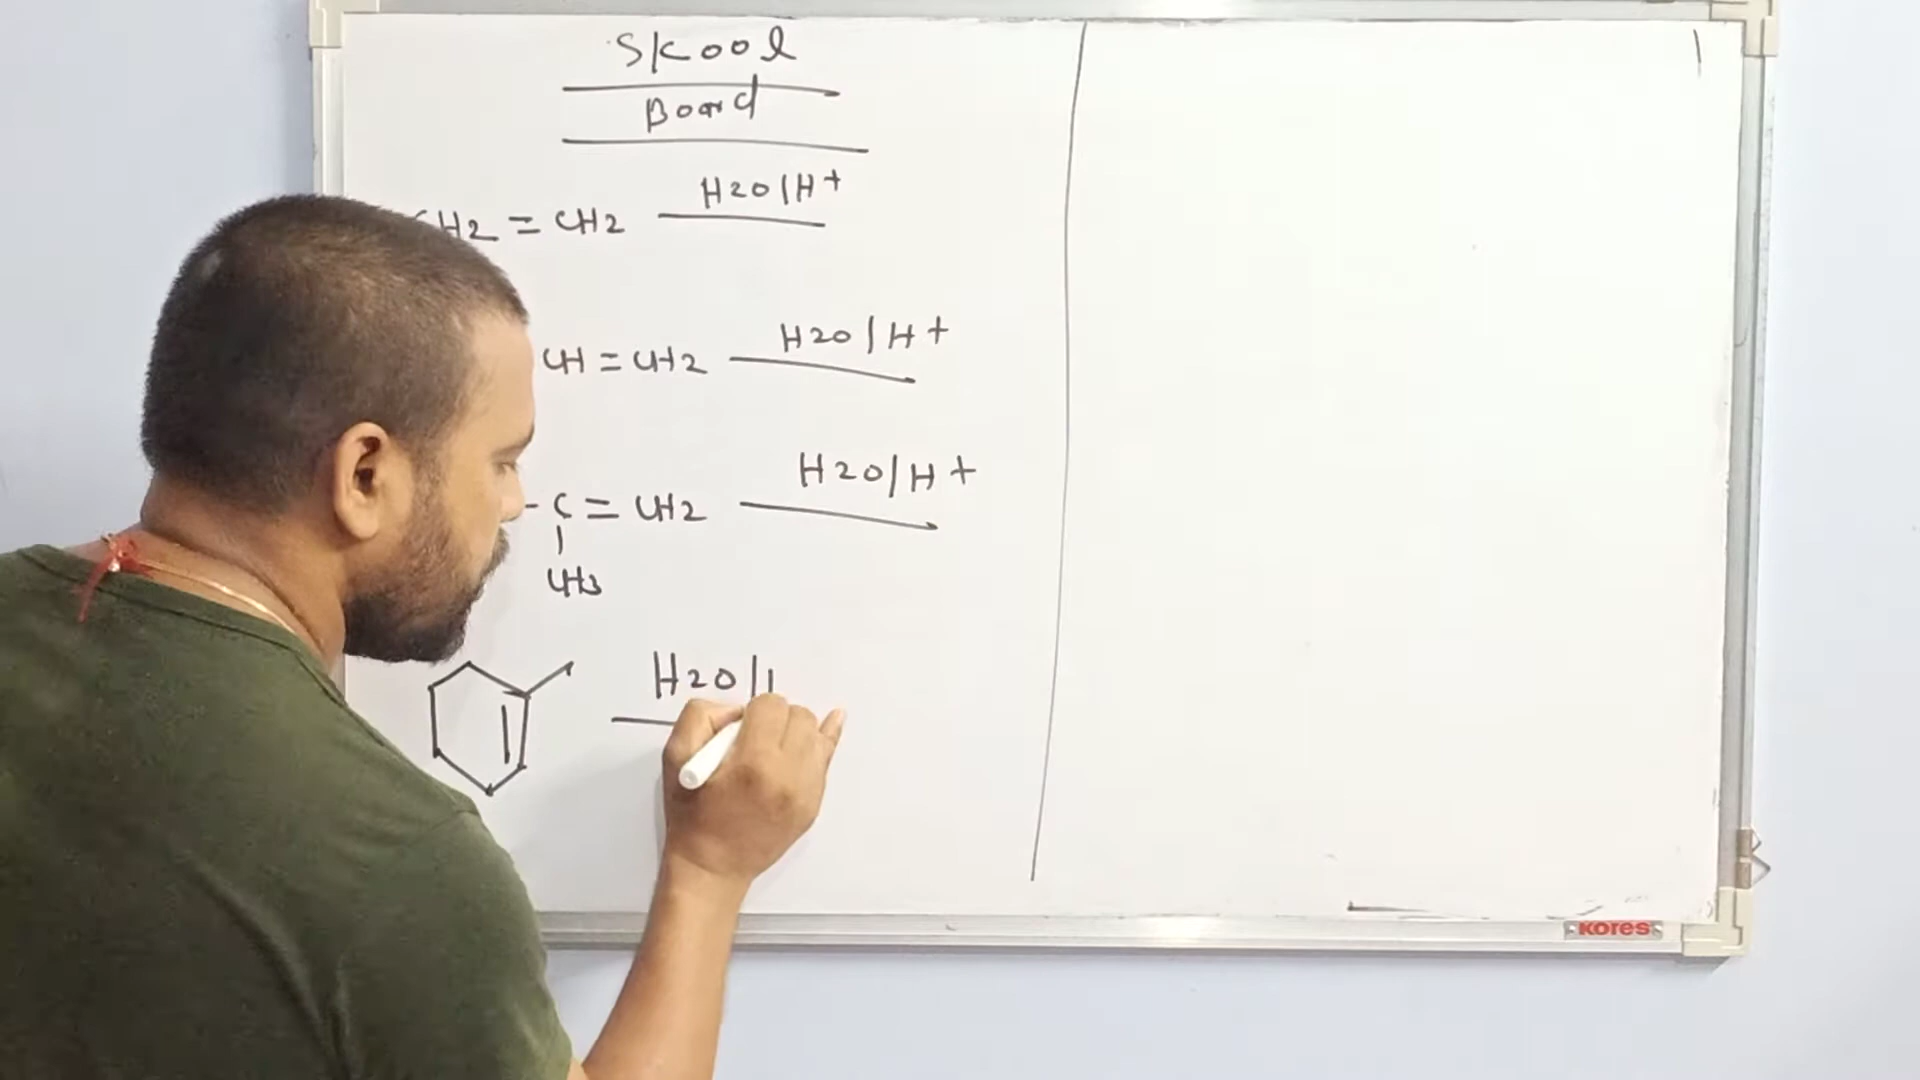 Skool
Board
H2O/H+
CH2 = CH2
H2O/H+
CH = CH2
H2O/H+
- C = CH2
CH3
H2O/
KORES